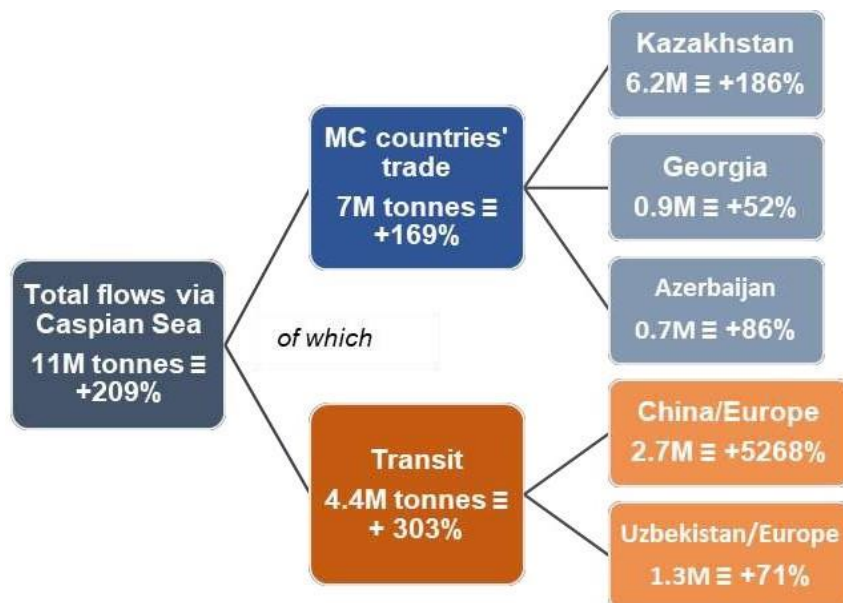 Total flows via
Caspian Sea
11M tonnes ≡
+209%
of which
MC countries'
trade
7M tonnes ≡
+169%
Kazakhstan
6.2M ≡ +186%
Georgia
0.9M ≡ +52%
Azerbaijan
0.7M ≡ +86%
Transit
4.4M tonnes ≡
+ 303%
China/Europe
2.7M ≡ +5268%
Uzbekistan/Europe
1.3M ≡ +71%